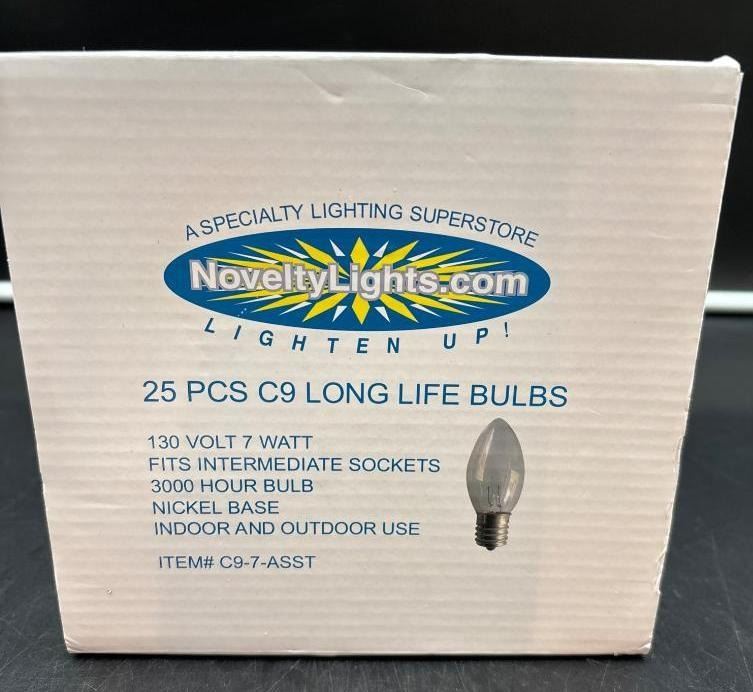 A SPECIALTY LIGHTING SUPERSTORE
NoveltyLights.com
LIGHTEN UP!
25 PCS C9 LONG LIFE BULBS
130 VOLT 7 WATT
FITS INTERMEDIATE SOCKETS
3000 HOUR BULB
NICKEL BASE
INDOOR AND OUTDOOR USE
ITEM# C9-7-ASST